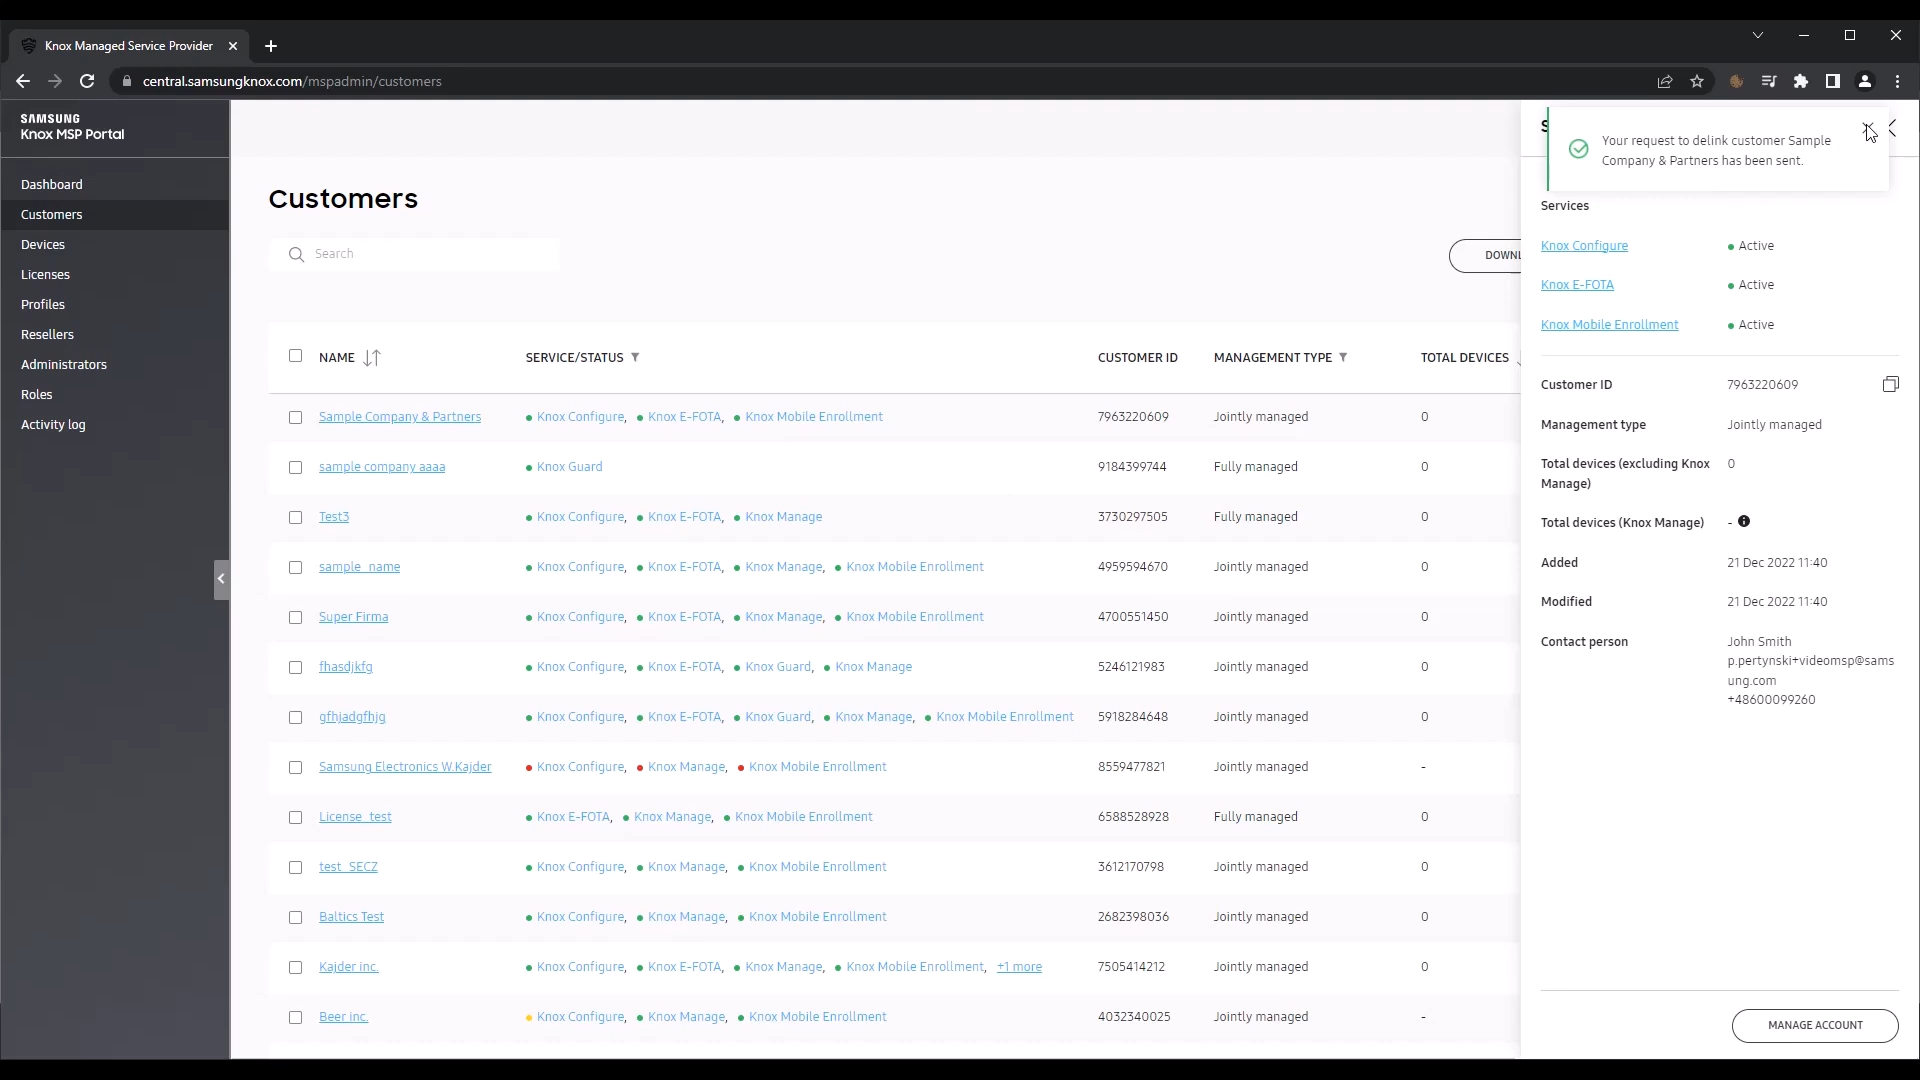 Knox Managed Service Provider
central.samsungknox.com/mspadmin/customers
SAMSUNG
Knox MSP Portal
Dashboard
Customers
Devices
Licenses
Profiles
Resellers
Administrators
Roles
Activity log
Customers
Search
DOWNL
NAME SERVICE/STATUS CUSTOMER ID MANAGEMENT TYPE TOTAL DEVICES
Sample Company & Partners Knox Configure, Knox E-FOTA, Knox Mobile Enrollment 7963220609 Jointly managed 0
sample company aaaa Knox Guard 9184399744 Fully managed 0
Test3 Knox Configure, Knox E-FOTA, Knox Manage 3730297505 Fully managed 0
sample_name Knox Configure, Knox E-FOTA, Knox Manage, Knox Mobile Enrollment 4959594670 Jointly managed 0
Super Firma Knox Configure, Knox E-FOTA, Knox Manage, Knox Mobile Enrollment 4700551450 Jointly managed 0
fhasdjkfg Knox Configure, Knox E-FOTA, Knox Guard, Knox Manage 5246121983 Jointly managed 0
gfhjadgfhjg Knox Configure, Knox E-FOTA, Knox Guard, Knox Manage, Knox Mobile Enrollment 5918284648 Jointly managed 0
Samsung Electronics W.Kajder Knox Configure, Knox Manage, Knox Mobile Enrollment 8559477821 Jointly managed -
License_test Knox E-FOTA, Knox Manage, Knox Mobile Enrollment 6588528928 Fully managed 0
test_SECZ Knox Configure, Knox Manage, Knox Mobile Enrollment 3612170798 Jointly managed 0
Baltics Test Knox Configure, Knox Manage, Knox Mobile Enrollment 2682398036 Jointly managed 0
Kajder inc. Knox Configure, Knox E-FOTA, Knox Manage, Knox Mobile Enrollment, +1 more 7505414212 Jointly managed 0
Beer inc. Knox Configure, Knox Manage, Knox Mobile Enrollment 4032340025 Jointly managed -
S
Your request to delink customer Sample
Company & Partners has been sent.
Services
Knox Configure Active
Knox E-FOTA Active
Knox Mobile Enrollment Active
Customer ID 7963220609
Management type Jointly managed
Total devices (excluding Knox 0
Manage)
Total devices (Knox Manage) -
Added 21 Dec 2022 11:40
Modified 21 Dec 2022 11:40
Contact person John Smith
p.pertynski+videomsp@sams
ung.com
+48600099260
MANAGE ACCOUNT